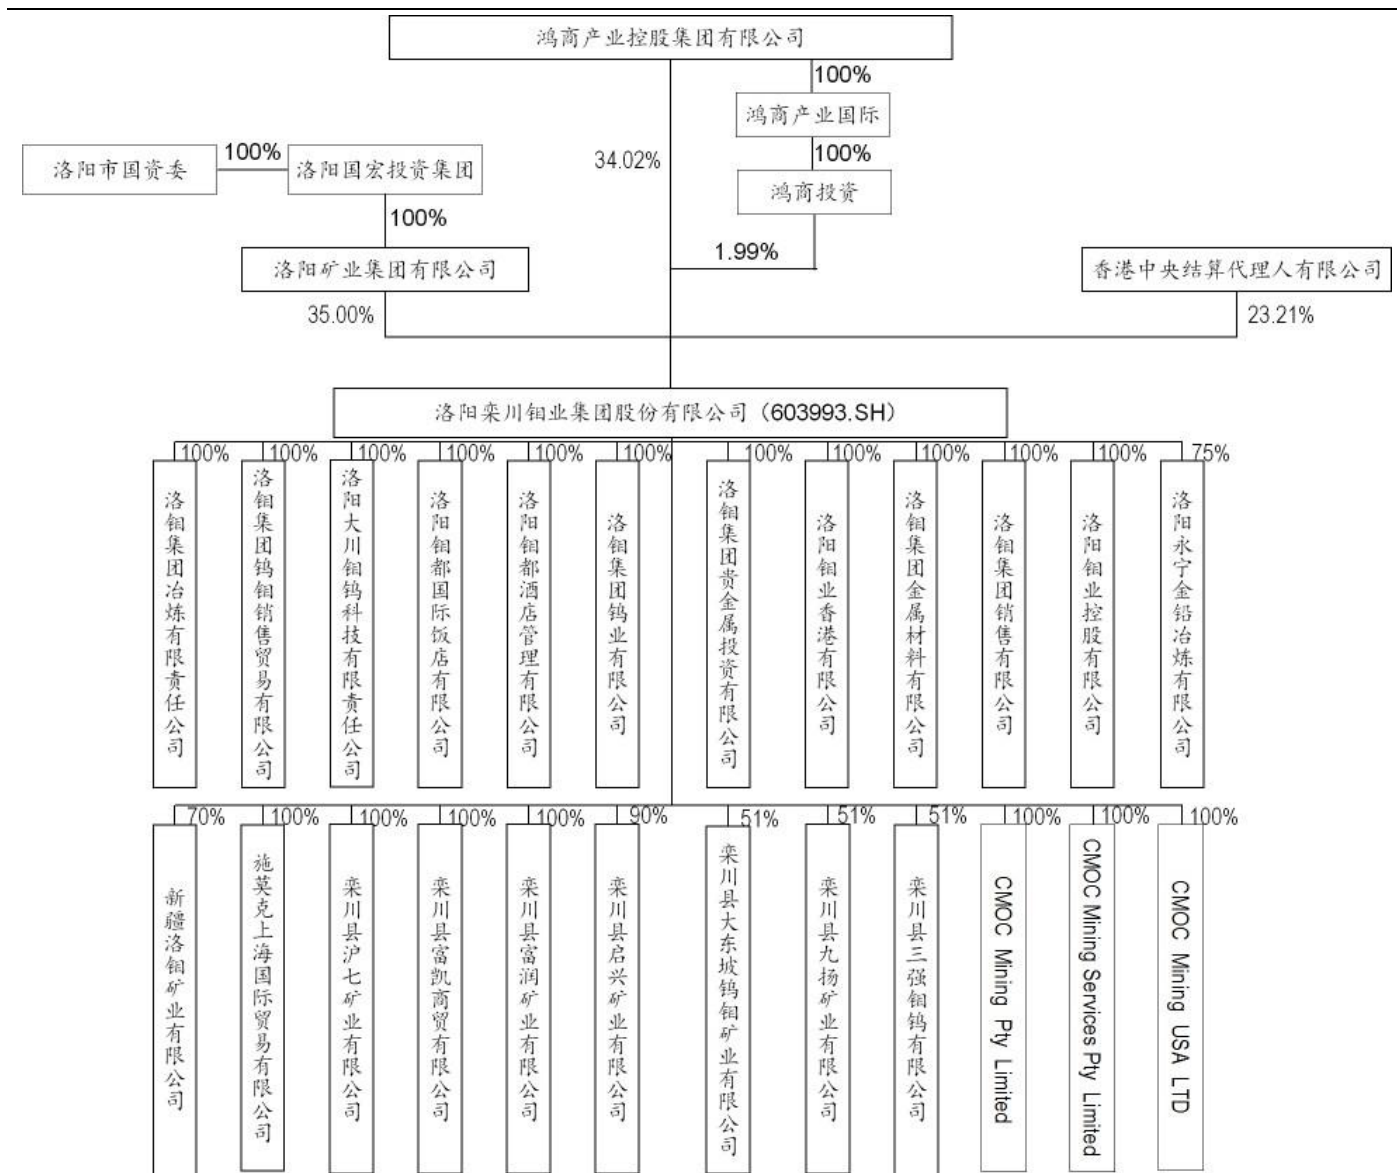 鸿商产业控股集团有限公司
100%
鸿商产业国际
100%
34.02%
洛阳市国资委
100%
洛阳国宏投资集团
鸿商投资
100%
1.99%
洛阳矿业集团有限公司
香港中央结算代理人有限公司
35.00%
23.21%
洛阳栾川钼业集团股份有限公司（603993.SH）
100%
100%
100%
100%
100%
100%
100%
100%
100%
100%
100%
75%
洛钼集团冶炼有限责任公司
洛钼集团钨钼销售贸易有限公司
洛阳大川钼钨科技有限责任公司
洛阳钼都国际饭店有限公司
洛阳钼都酒店管理有限公司
洛钼集团钨业有限公司
洛钼集团贵金属投资有限公司
洛阳钼业香港有限公司
洛钼集团金属材料有限公司
洛钼集团销售有限公司
洛阳钼业控股有限公司
洛阳永宁金铅冶炼有限公司
70%
100%
100%
100%
100%
90%
51%
51%
51%
100%
100%
100%
新疆洛钼矿业有限公司
施莫克上海国际贸易有限公司
栾川县沪七矿业有限公司
栾川县富凯商贸有限公司
栾川县富润矿业有限公司
栾川县启兴矿业有限公司
栾川县大东坡钨钼矿业有限公司
栾川县九扬矿业有限公司
栾川县三强钼钨有限公司
CMOC Mining Pty Limited
CMOC Mining Services Pty Limited
CMOC Mining USA LTD